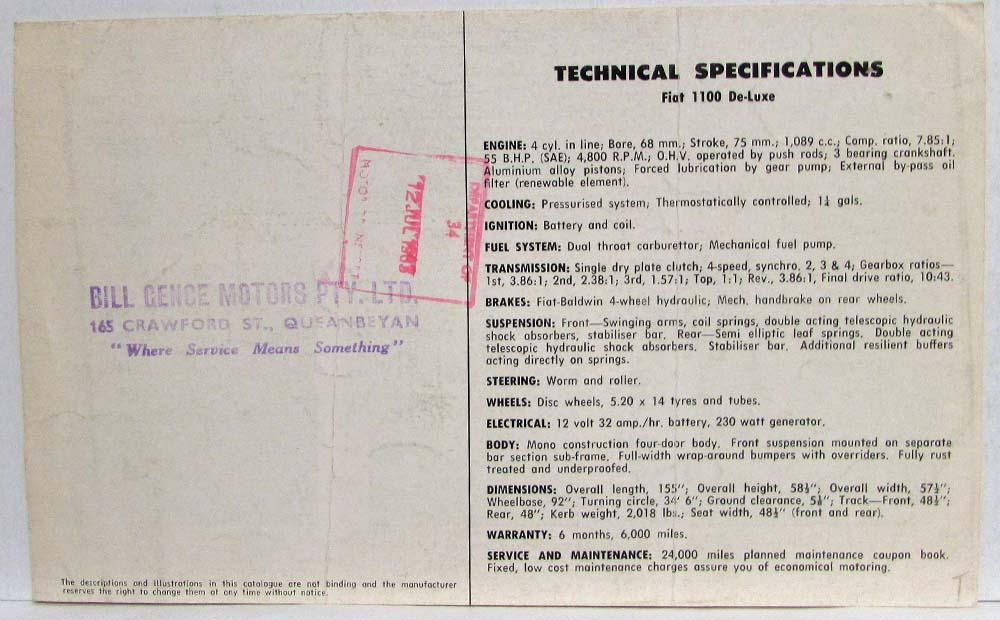 BILL GENGE MOTORS PTY. LTD.
165 CRAWFORD ST., QUEANBEYAN
"Where Service Means Something"
DEPARTMENT OF
34
12 JUL 1963
MOTOR
The descriptions and illustrations in this catalogue are not binding and the manufacturer
reserves the right to change them at any time without notice.
TECHNICAL SPECIFICATIONS
Fiat 1100 De-Luxe
ENGINE: 4 cyl. in line; Bore, 68 mm.; Stroke, 75 mm.; 1,089 c.c.; Comp. ratio, 7.85:1;
55 B.H.P. (SAE); 4,800 R.P.M.; O.H.V. operated by push rods; 3 bearing crankshaft.
Aluminium alloy pistons; Forced lubrication by gear pump; External by-pass oil
filter (renewable element).
COOLING: Pressurised system; Thermostatically controlled; 1¼ gals.
IGNITION: Battery and coil.
FUEL SYSTEM: Dual throat carburettor; Mechanical fuel pump.
TRANSMISSION: Single dry plate clutch; 4-speed, synchro. 2, 3 & 4; Gearbox ratios—
1st, 3.86:1; 2nd, 2.38:1; 3rd, 1.57:1; Top, 1:1; Rev., 3.86:1, Final drive ratio, 10:43.
BRAKES: Fiat-Baldwin 4-wheel hydraulic; Mech. handbrake on rear wheels.
SUSPENSION: Front—Swinging arms, coil springs, double acting telescopic hydraulic
shock absorbers, stabiliser bar. Rear—Semi elliptic leaf springs. Double acting
telescopic hydraulic shock absorbers. Stabiliser bar. Additional resilient buffers
acting directly on springs.
STEERING: Worm and roller.
WHEELS: Disc wheels, 5.20 x 14 tyres and tubes.
ELECTRICAL: 12 volt 32 amp./hr. battery, 230 watt generator.
BODY: Mono construction four-door body. Front suspension mounted on separate
bar section sub-frame. Full-width wrap-around bumpers with overriders. Fully rust
treated and underproofed.
DIMENSIONS: Overall length, 155"; Overall height, 58½"; Overall width, 57½";
Wheelbase, 92"; Turning circle, 34' 6"; Ground clearance, 5¼"; Track—Front, 48½";
Rear, 48"; Kerb weight, 2,018 lbs.; Seat width, 48½" (front and rear).
WARRANTY: 6 months, 6,000 miles.
SERVICE AND MAINTENANCE: 24,000 miles planned maintenance coupon book.
Fixed, low cost maintenance charges assure you of economical motoring.